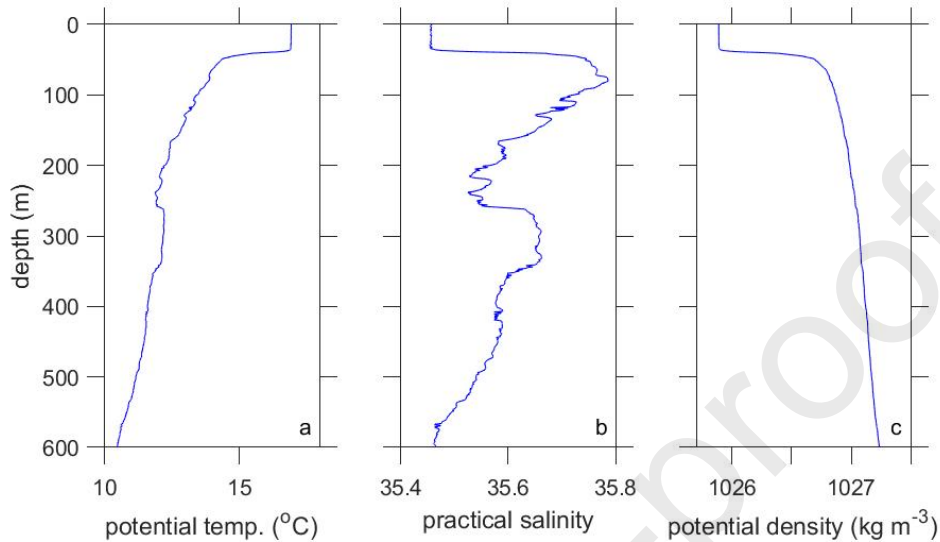 0
100
200
300
400
500
600
depth (m)
a
b
c
10 15
35.4 35.6 35.8
1026 1027
potential temp. (°C)
practical salinity
potential density (kg m⁻³)
proof